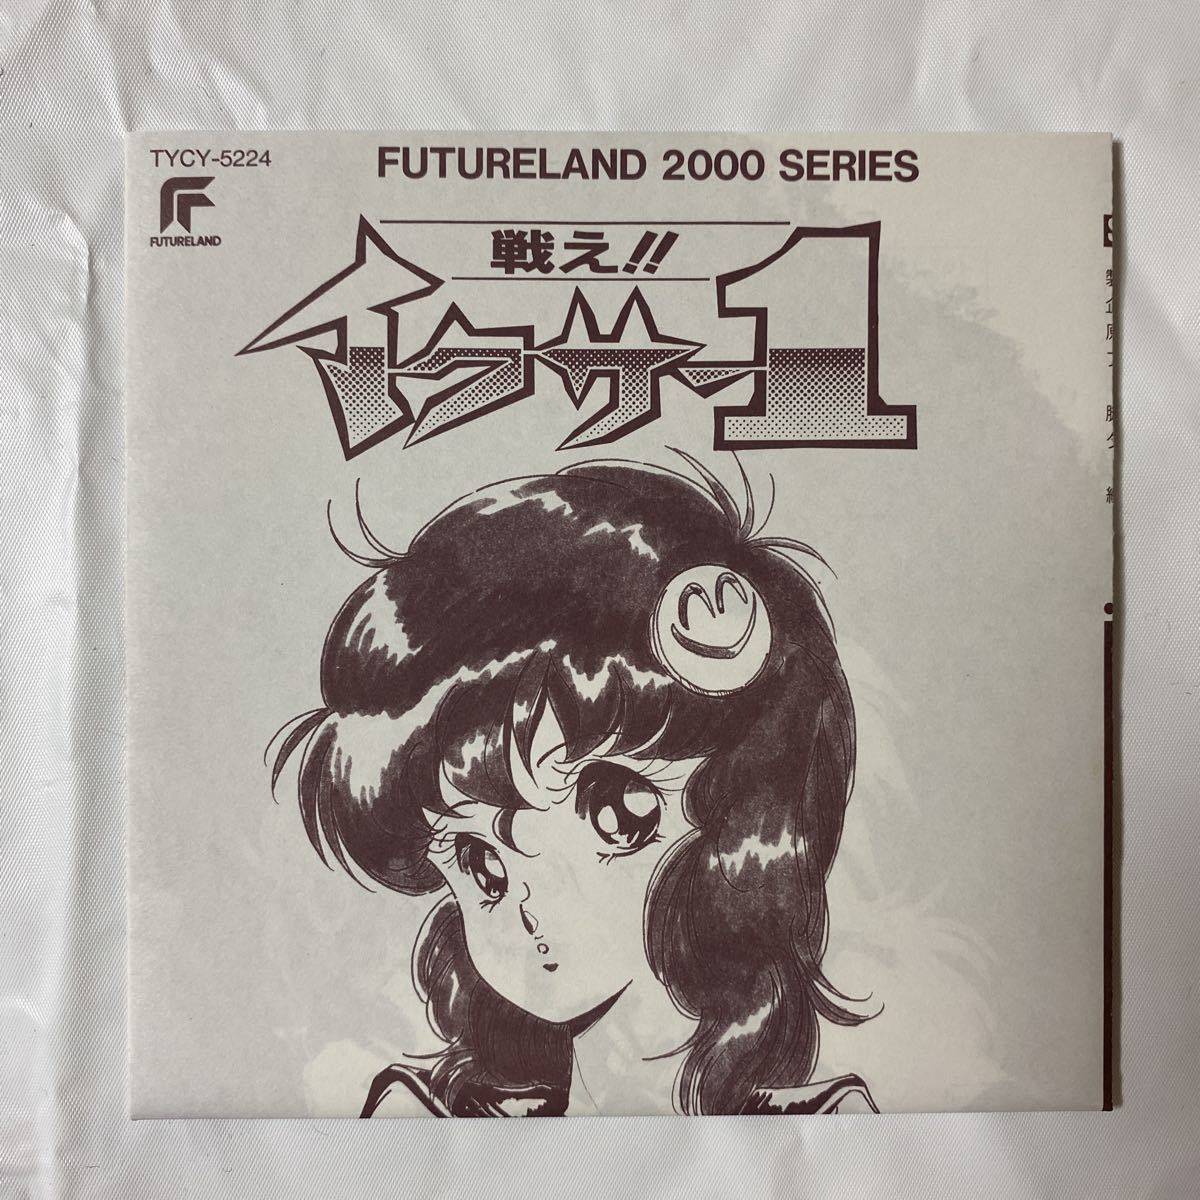 TYCY-5224
FUTURELAND 2000 SERIES
FUTURELAND
戦え!!
イクサー1